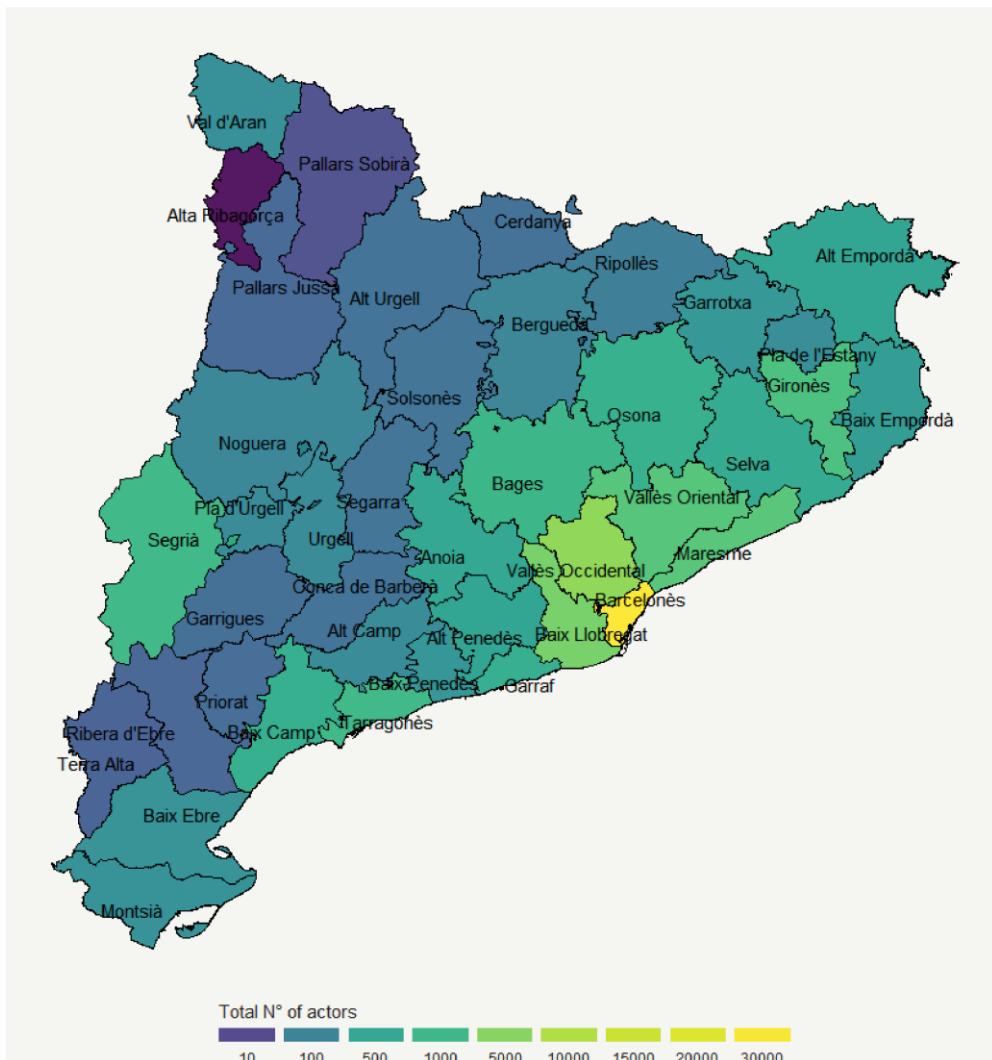 Val d'Aran
Pallars Sobirà
Alta Ribagorça
Cerdanya
Ripollès
Alt Empordà
Pallars Jussà
Alt Urgell
Garrotxa
Berguedà
Pla de l'Estany
Gironès
Solsonès
Osona
Baix Empordà
Noguera
Selva
Bages
Vallès Oriental
Pla d'Urgell
Segarra
Segrià
Urgell
Anoia
Maresme
Vallès Occidental
Conca de Barberà
Barcelonès
Garrigues
Alt Camp
Alt Penedès
Baix Llobregat
Baix Penedès
Garraf
Priorat
Tarragonès
Ribera d'Ebre
Baix Camp
Terra Alta
Baix Ebre
Montsià
Total N° of actors
10 100 500 1000 5000 10000 15000 20000 30000